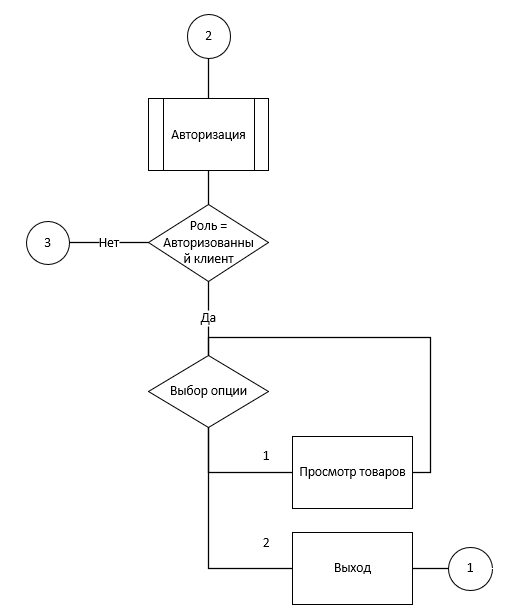 2
Авторизация
Роль =
Авторизованны
й клиент
3
Нет
Да
Выбор опции
1
Просмотр товаров
2
Выход
1